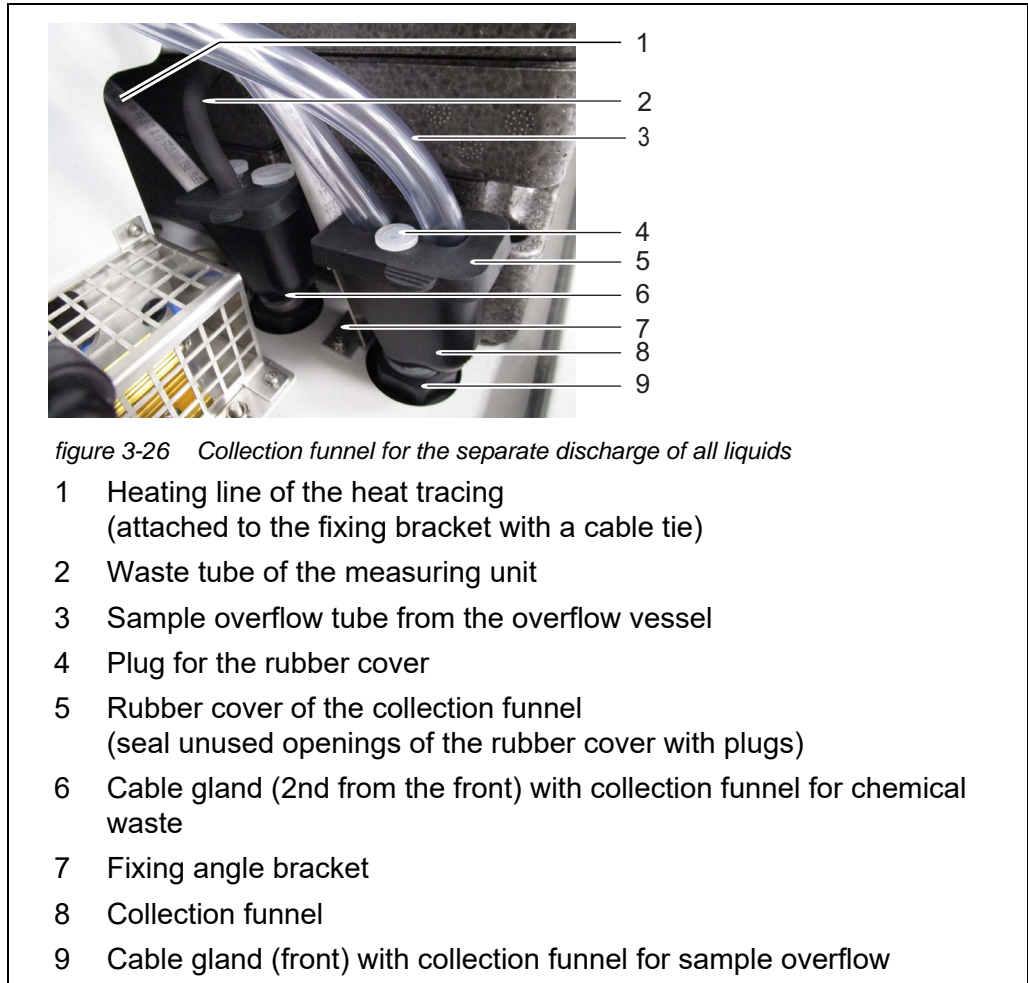 1
2
3
4
5
6
7
8
9
figure 3-26 Collection funnel for the separate discharge of all liquids
1 Heating line of the heat tracing
(attached to the fixing bracket with a cable tie)
2 Waste tube of the measuring unit
3 Sample overflow tube from the overflow vessel
4 Plug for the rubber cover
5 Rubber cover of the collection funnel
(seal unused openings of the rubber cover with plugs)
6 Cable gland (2nd from the front) with collection funnel for chemical
waste
7 Fixing angle bracket
8 Collection funnel
9 Cable gland (front) with collection funnel for sample overflow